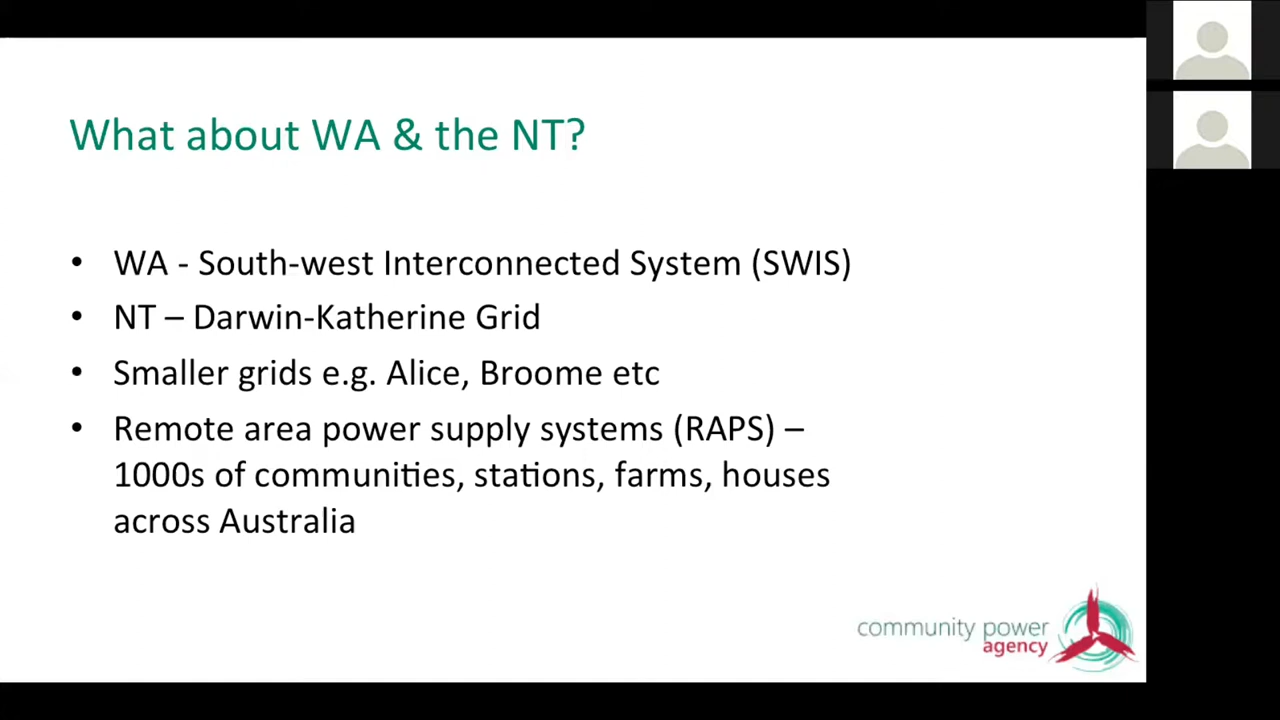 What about WA & the NT?
• WA - South-west Interconnected System (SWIS)
• NT – Darwin-Katherine Grid
• Smaller grids e.g. Alice, Broome etc
• Remote area power supply systems (RAPS) –
1000s of communities, stations, farms, houses
across Australia
community power
agency